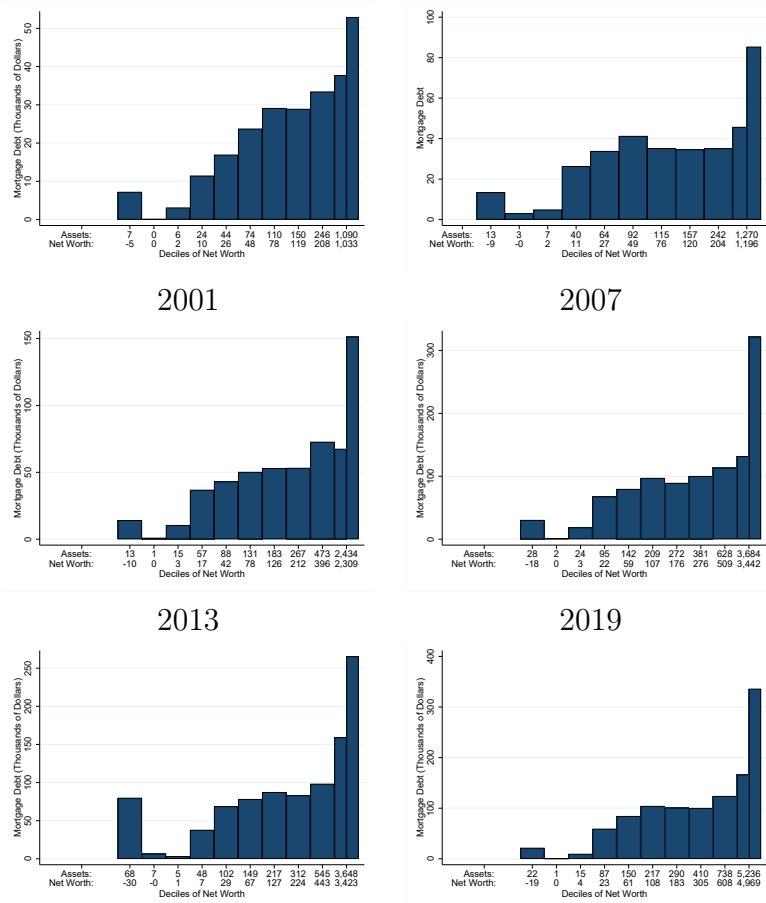 Mortgage Debt (Thousands of Dollars)
0 10 20 30 40 50
Assets: 7 0 6 24 44 74 110 150 246 1,090
Net Worth: -5 0 2 10 26 48 78 119 208 1,033
Deciles of Net Worth
Mortgage Debt
0 20 40 60 80 100
Assets: 13 3 7 40 64 92 115 157 242 1,270
Net Worth: -9 -0 2 11 27 49 76 120 204 1,196
Deciles of Net Worth
2001
2007
Mortgage Debt (Thousands of Dollars)
0 50 100 150
Assets: 13 1 15 57 88 131 183 267 473 2,434
Net Worth: -10 0 3 17 42 78 126 212 396 2,309
Deciles of Net Worth
Mortgage Debt (Thousands of Dollars)
0 100 200 300
Assets: 28 2 24 95 142 209 272 381 628 3,684
Net Worth: -18 0 3 22 59 107 176 276 509 3,442
Deciles of Net Worth
2013
2019
Mortgage Debt (Thousands of Dollars)
0 50 100 150 200 250
Assets: 68 7 5 48 102 149 217 312 545 3,648
Net Worth: -30 -0 1 7 29 67 127 224 443 3,423
Deciles of Net Worth
Mortgage Debt (Thousands of Dollars)
0 100 200 300 400
Assets: 22 1 15 87 150 217 290 410 738 5,236
Net Worth: -19 0 4 23 61 108 183 305 608 4,969
Deciles of Net Worth